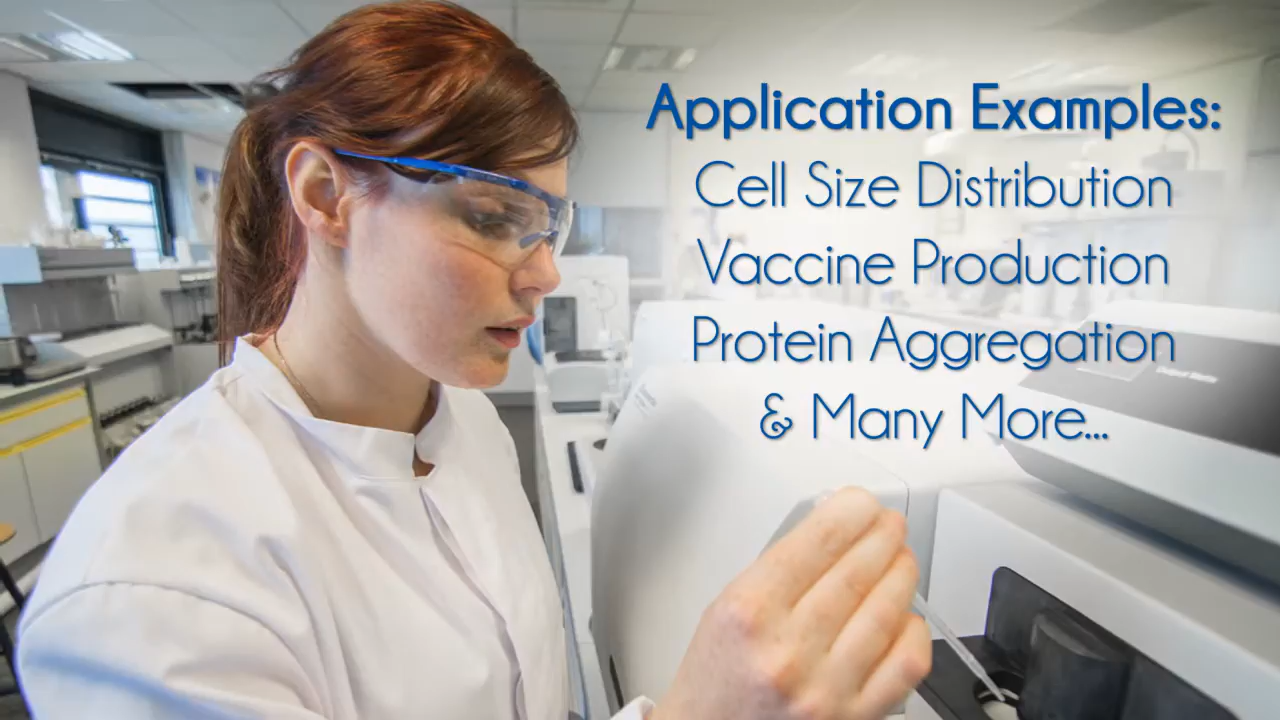 Application Examples:
Cell Size Distribution
Vaccine Production
Protein Aggregation
& Many More...